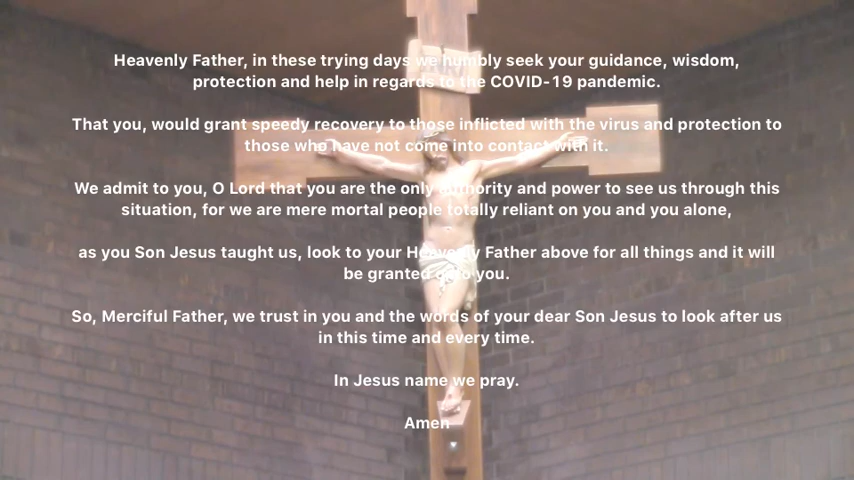 Heavenly Father, in these trying days we humbly seek your guidance, wisdom,
protection and help in regards to the COVID-19 pandemic.
That you, would grant speedy recovery to those inflicted with the virus and protection to
those who have not come into contact with it.
We admit to you, O Lord that you are the only authority and power to see us through this
situation, for we are mere mortal people totally reliant on you and you alone,
as you Son Jesus taught us, look to your Heavenly Father above for all things and it will
be granted onto you.
So, Merciful Father, we trust in you and the words of your dear Son Jesus to look after us
in this time and every time.
In Jesus name we pray.
Amen